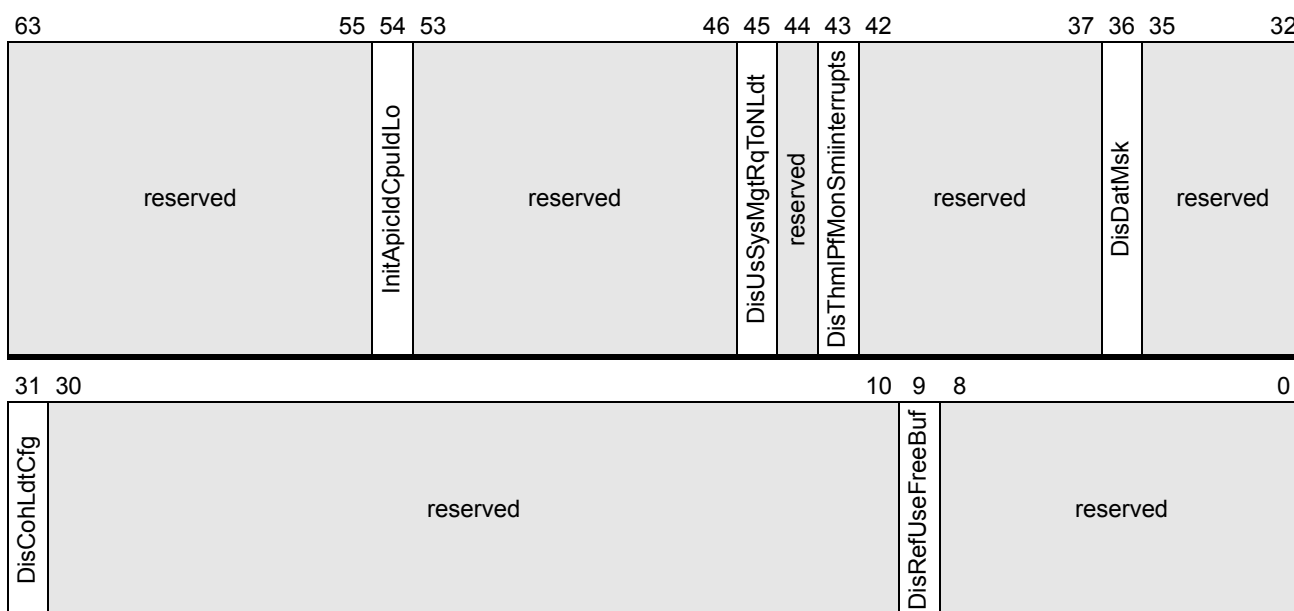 63 55 54 53 46 45 44 43 42 37 36 35 32
reserved
InitApicIdCpuIdLo
reserved
DisUsSysMgtRqToNLdt
reserved
DisThmlPfMonSmiinterrupts
reserved
DisDatMsk
reserved
31 30 10 9 8 0
DisCohLdtCfg
reserved
DisRefUseFreeBuf
reserved